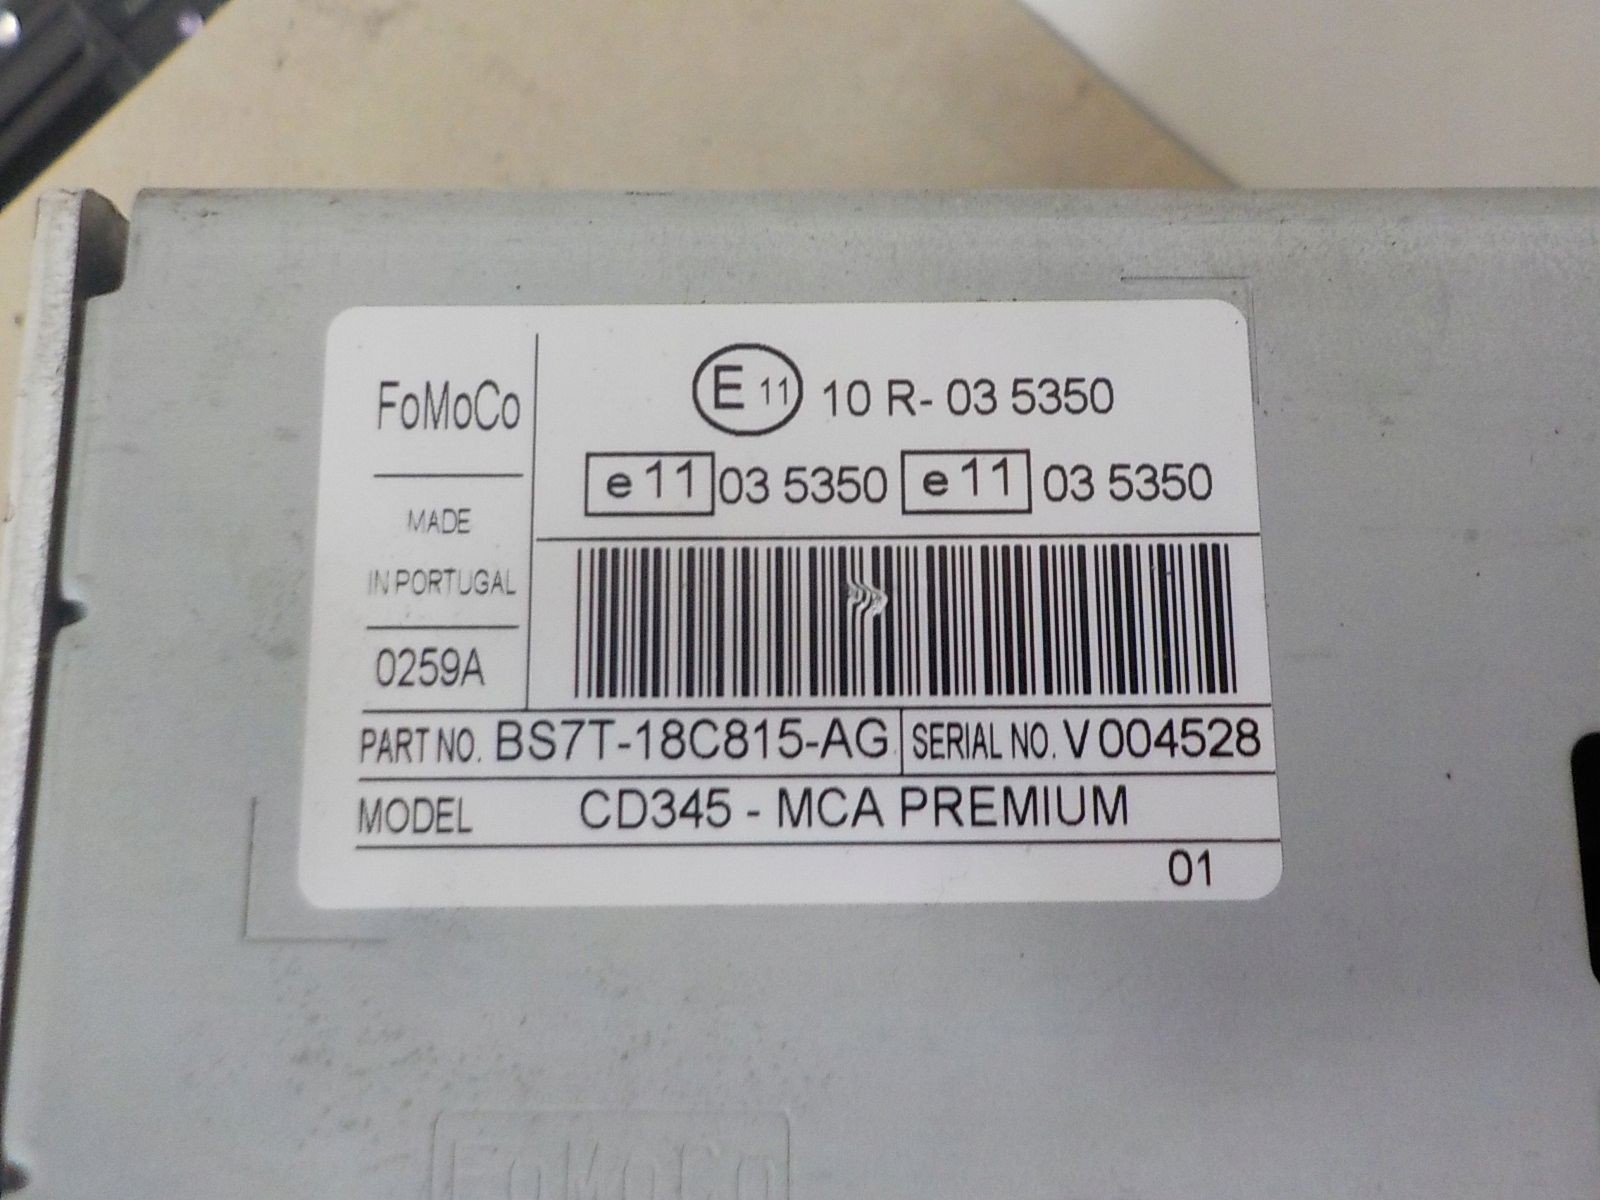 FoMoCo
MADE
IN PORTUGAL
0259A
E 11 10 R- 03 5350
e 11 03 5350 e 11 03 5350
PART NO. BS7T-18C815-AG SERIAL NO. V 004528
MODEL CD345 - MCA PREMIUM
01
FoMoCo